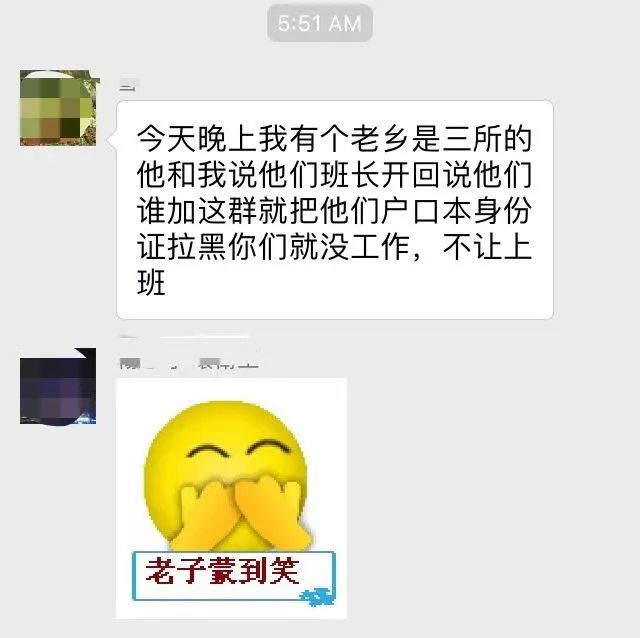 5:51 AM
今天晚上我有个老乡是三所的
他和我说他们班长开回说他们
谁加这群就把他们户口本身份
证拉黑你们就没工作，不让上
班
老子蒙到笑